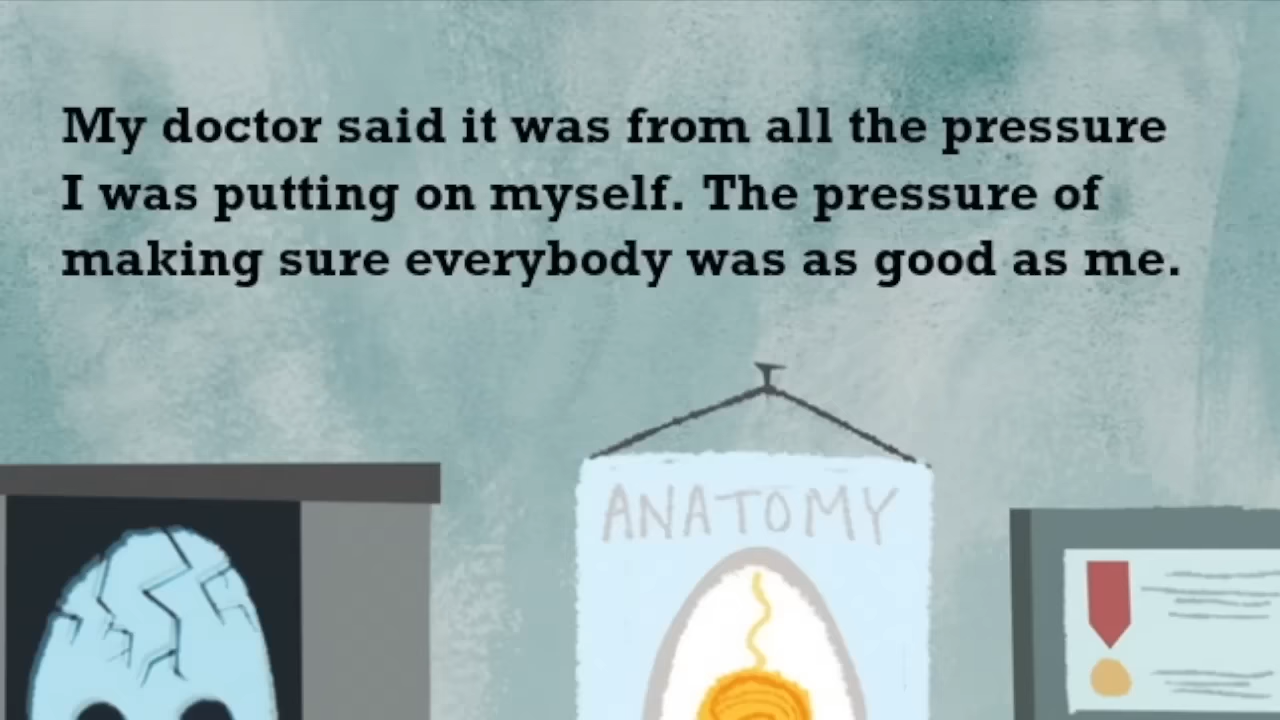 My doctor said it was from all the pressure
I was putting on myself. The pressure of
making sure everybody was as good as me.
ANATOMY